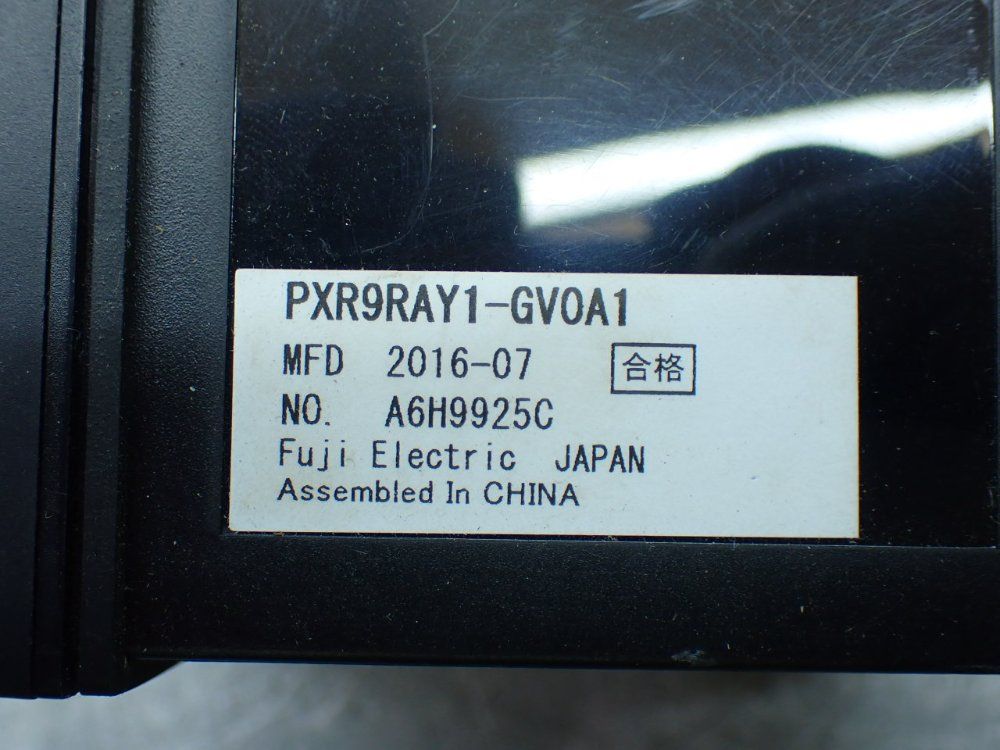 PXR9RAY1-GV0A1
MFD 2016-07 合格
NO. A6H9925C
Fuji Electric JAPAN
Assembled In CHINA